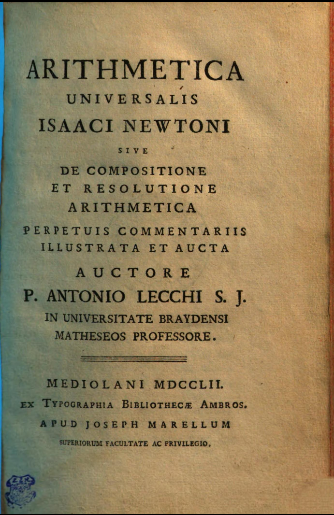 ARITHMETICA
UNIVERSALIS
ISAACI NEWTONI
SIVE
DE COMPOSITIONE
ET RESOLUTIONE
ARITHMETICA
PERPETUIS COMMENTARIIS
ILLUSTRATA ET AUCTA
AUCTORE
P. ANTONIO LECCHI S. J.
IN UNIVERSITATE BRAYDENSI
MATHESEOS PROFESSORE.
MEDIOLANI MDCCLII.
EX TYPOGRAPHIA BIBLIOTHECÆ AMBROS.
APUD JOSEPH MARELLUM
SUPERIORUM FACULTATE AC PRIVILEGIO.